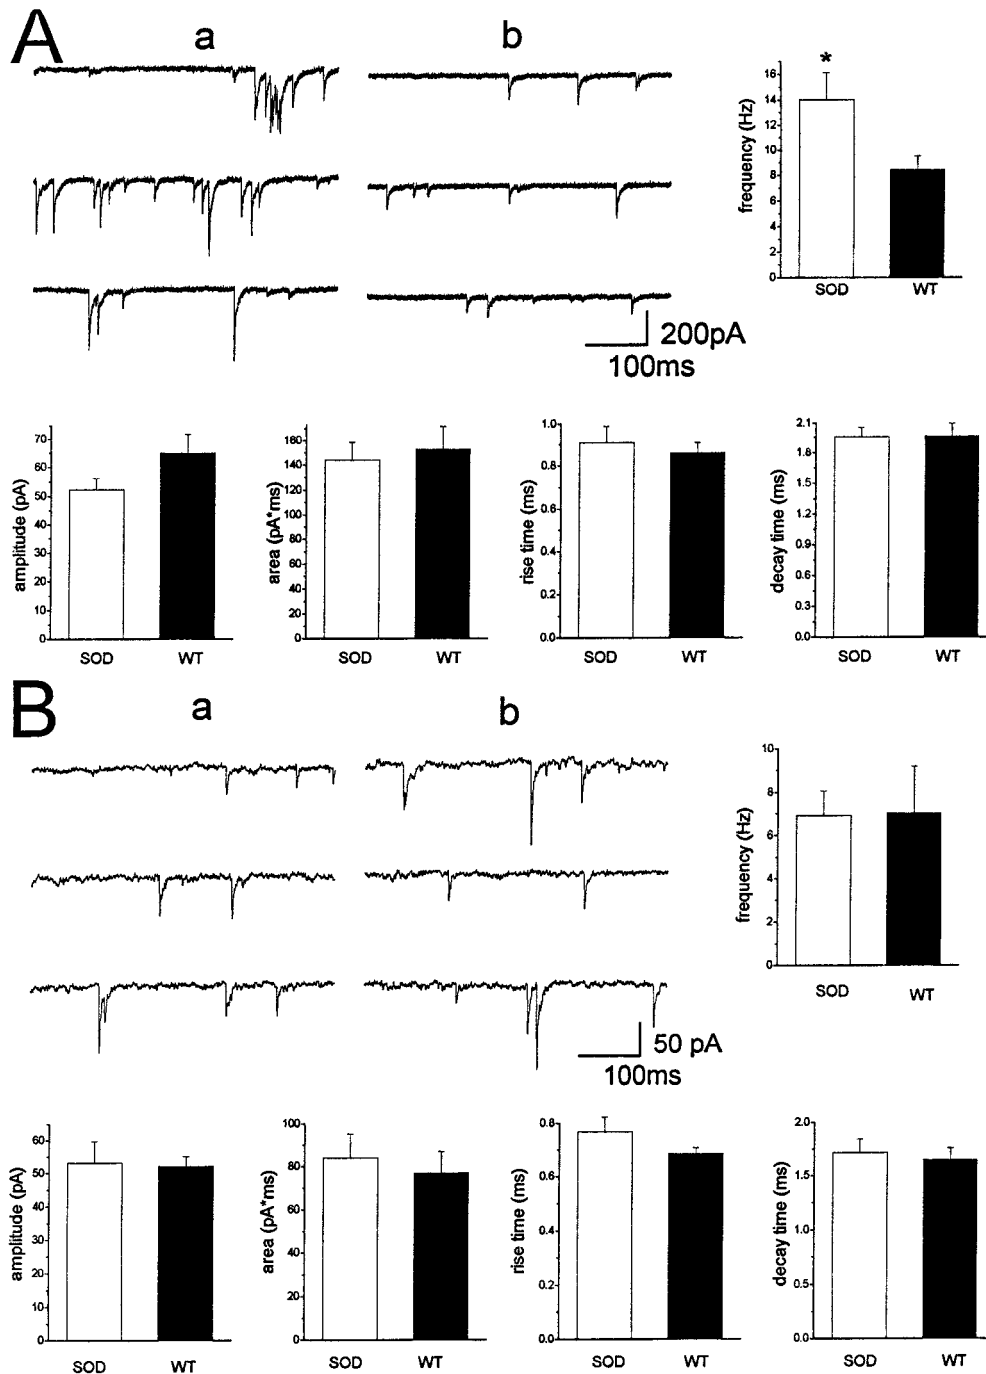 A
a
b
*
frequency (Hz)
16
14
12
10
8
6
4
2
0
SOD
WT
200pA
100ms
amplitude (pA)
70
60
50
40
30
20
10
0
SOD
WT
area (pA*ms)
160
140
120
100
80
60
40
20
0
SOD
WT
rise time (ms)
1.0
0.8
0.6
0.4
0.2
0.0
SOD
WT
decay time (ms)
2.1
1.8
1.5
1.2
1.9
0.6
2.3
0.0
SOD
WT
B
a
b
frequency (Hz)
10
8
6
4
2
0
SOD
WT
50 pA
100ms
amplitude (pA)
60
50
40
30
20
10
0
SOD
WT
area (pA*ms)
100
80
60
40
20
0
SOD
WT
rise time (ms)
0.8
0.6
0.4
0.2
0.0
SOD
WT
decay time (ms)
2.0
1.5
1.0
0.5
0.0
SOD
WT